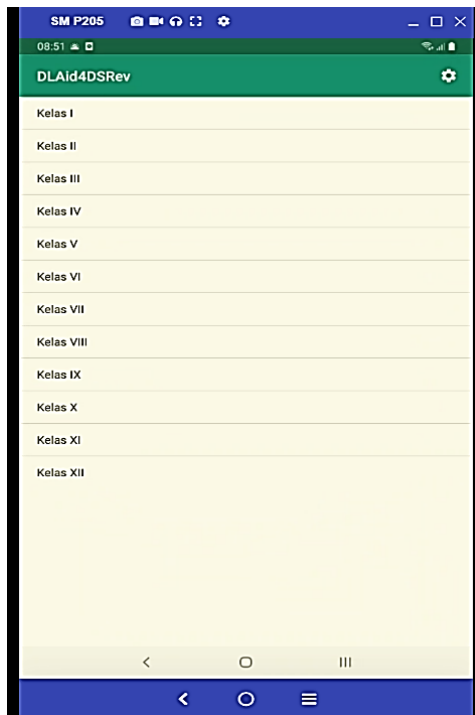 SM P205
08:51
DLAid4DSRev
Kelas I
Kelas II
Kelas III
Kelas IV
Kelas V
Kelas VI
Kelas VII
Kelas VIII
Kelas IX
Kelas X
Kelas XI
Kelas XII